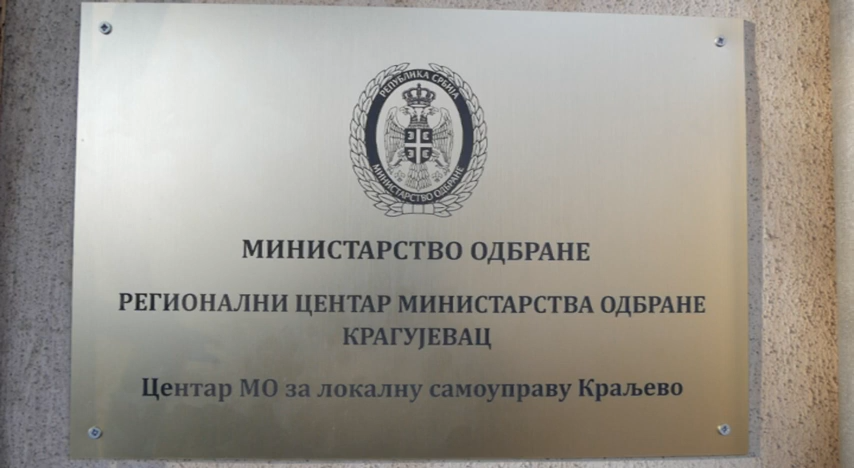 РЕПУБЛИКА СРБИЈА
МИНИСТАРСТВО ОДБРАНЕ
МИНИСТАРСТВО ОДБРАНЕ
РЕГИОНАЛНИ ЦЕНТАР МИНИСТАРСТВА ОДБРАНЕ
КРАГУЈЕВАЦ
Центар МО за локалну самоуправу Краљево